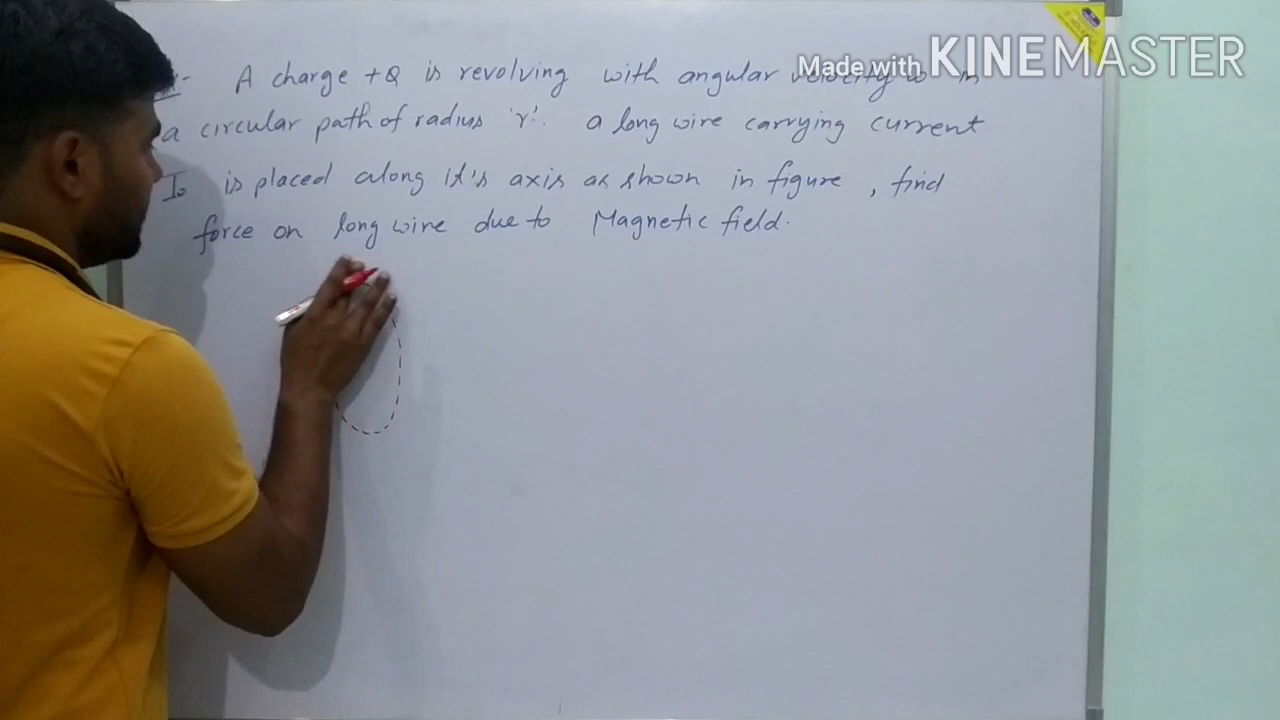 Made with KINEMASTER
A charge +Q is revolving with angular velocity ω in
a circular path of radius 'r'. a long wire carrying current
I₀ is placed along it's axis as shown in figure, find
force on long wire due to Magnetic field.